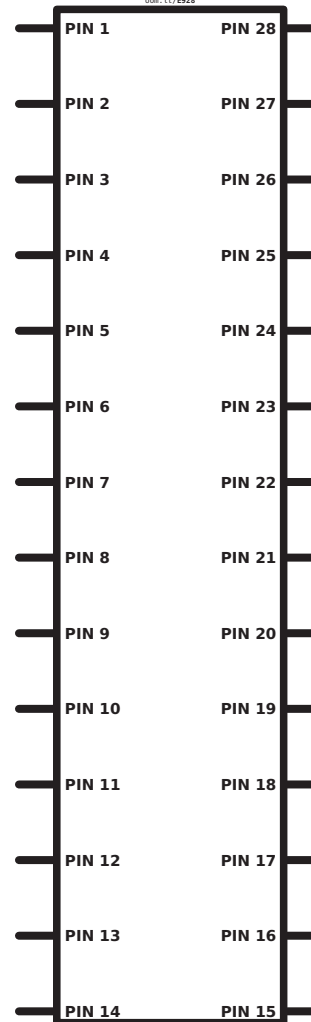 PIN 1 PIN 28
PIN 2 PIN 27
PIN 3 PIN 26
PIN 4 PIN 25
PIN 5 PIN 24
PIN 6 PIN 23
PIN 7 PIN 22
PIN 8 PIN 21
PIN 9 PIN 20
PIN 10 PIN 19
PIN 11 PIN 18
PIN 12 PIN 17
PIN 13 PIN 16
PIN 14 PIN 15